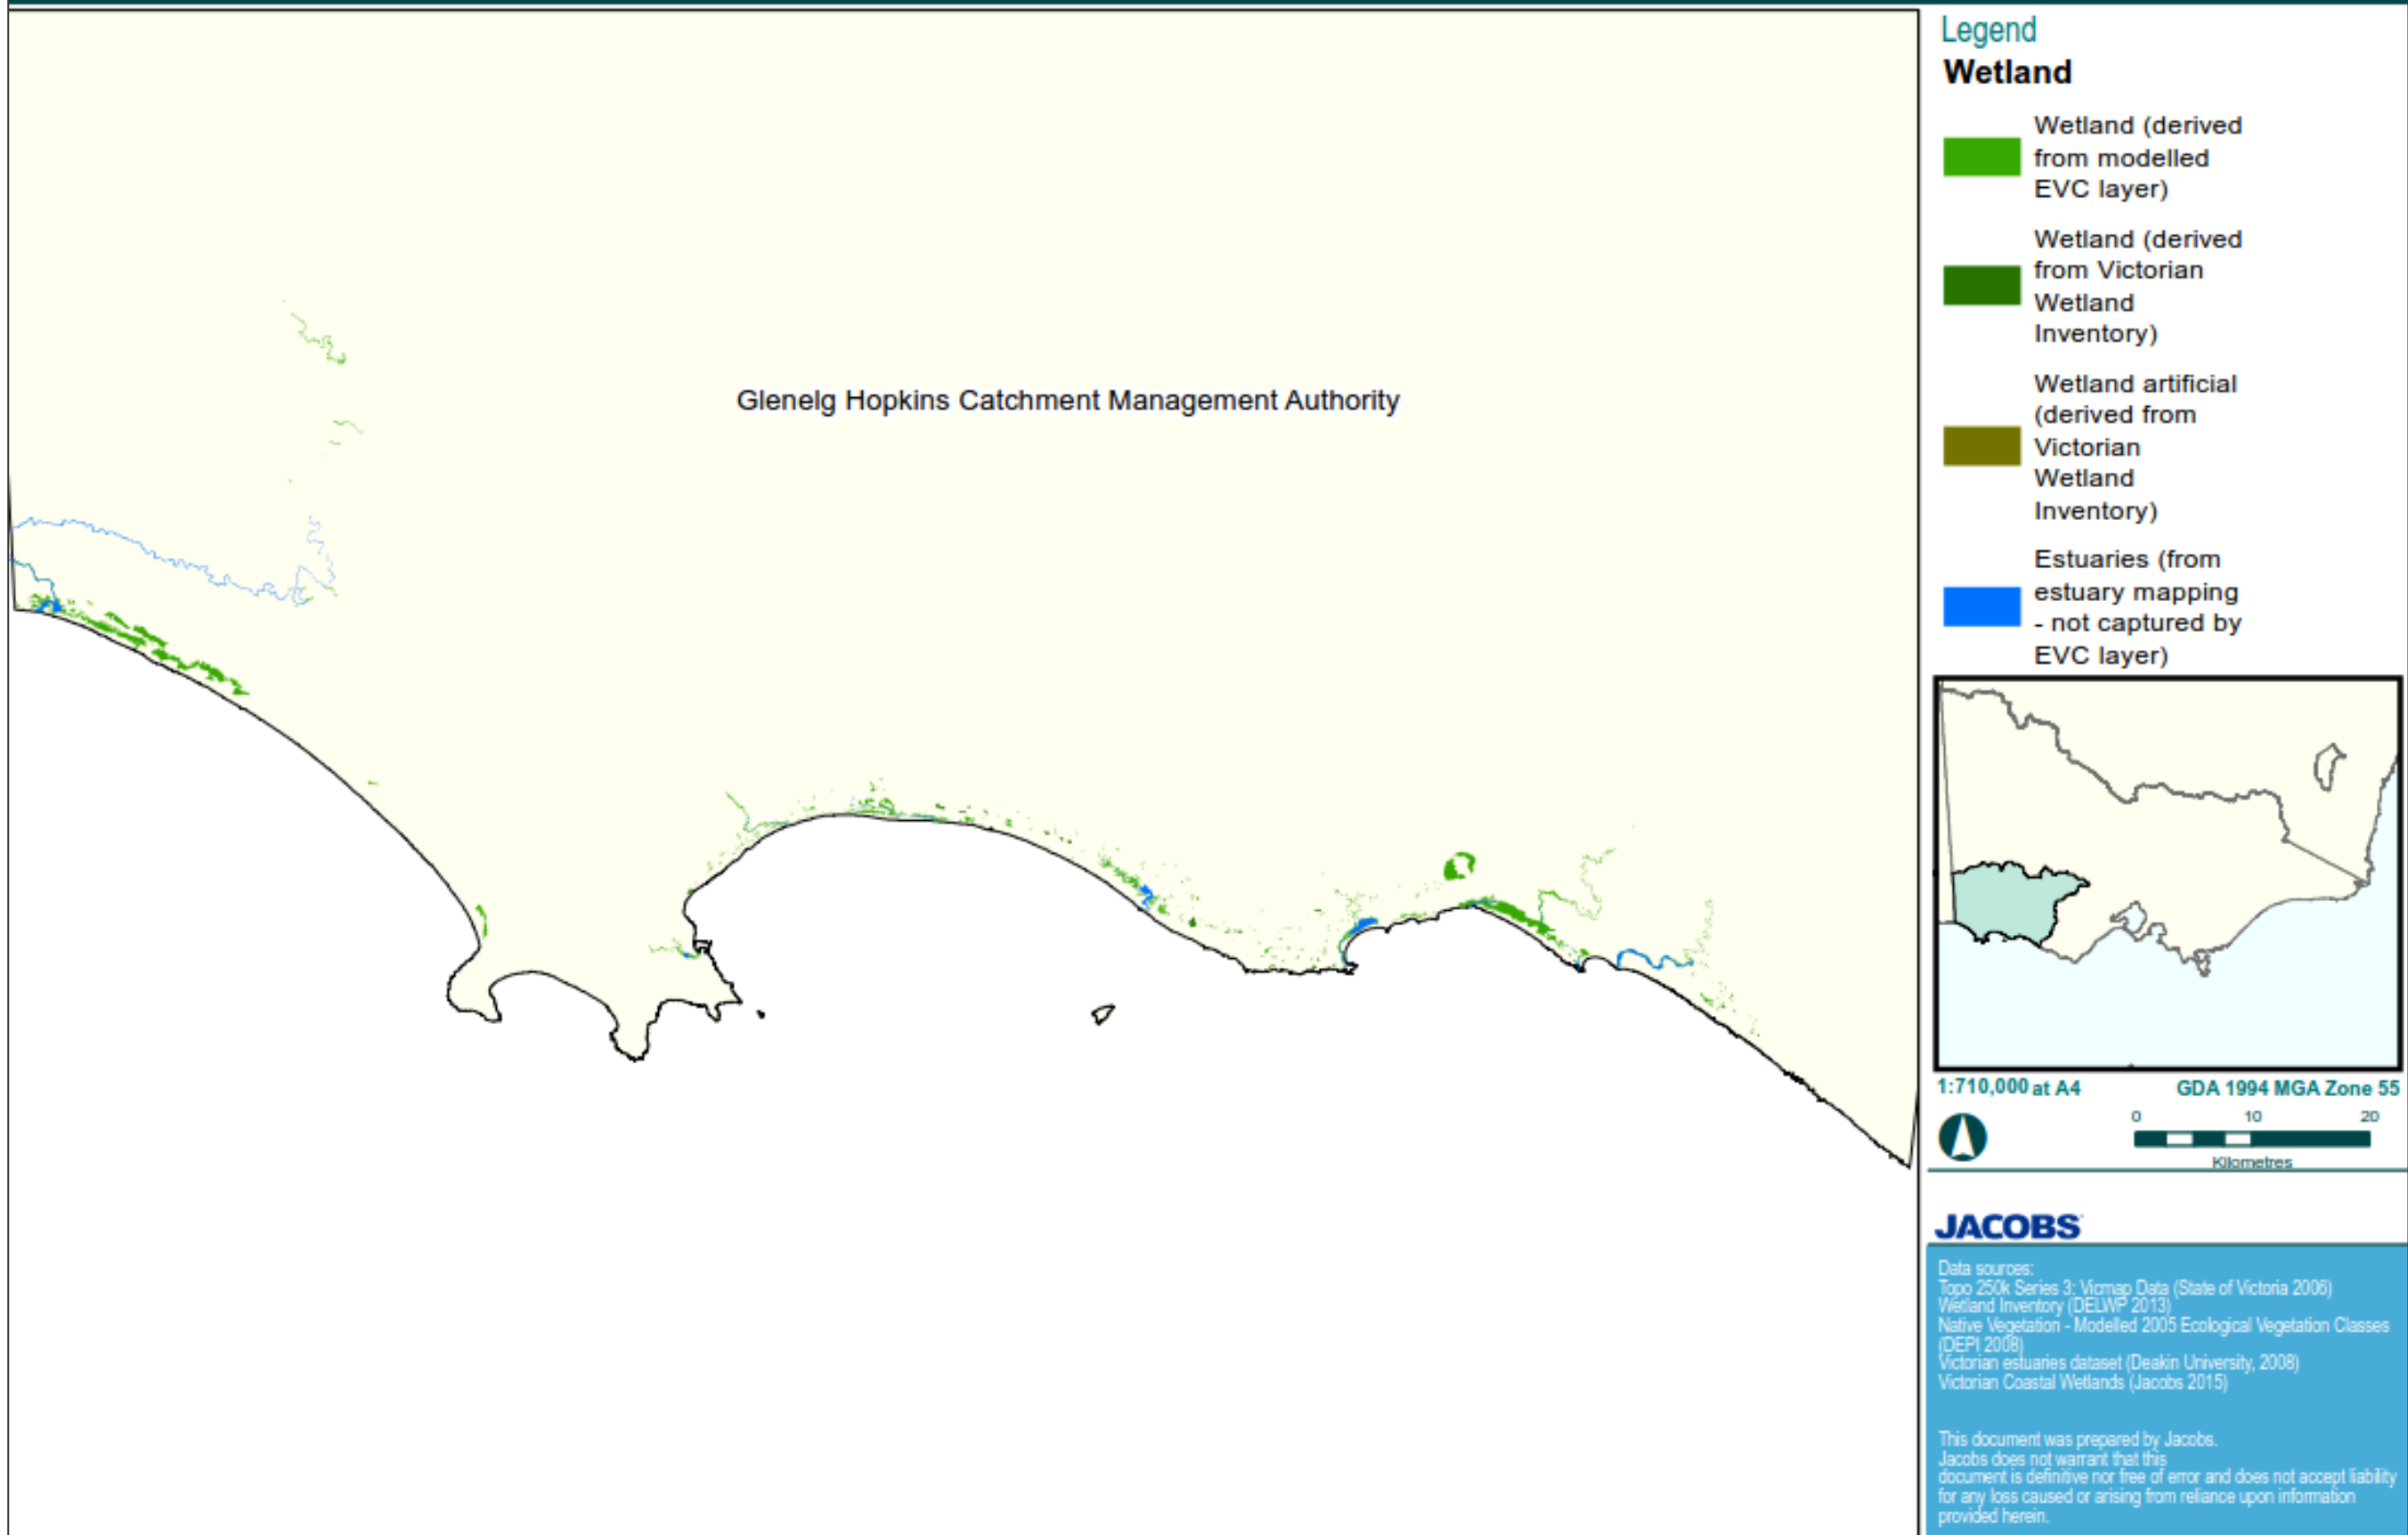 Glenelg Hopkins Catchment Management Authority
Legend
Wetland
Wetland (derived
from modelled
EVC layer)
Wetland (derived
from Victorian
Wetland
Inventory)
Wetland artificial
(derived from
Victorian
Wetland
Inventory)
Estuaries (from
estuary mapping
- not captured by
EVC layer)
1:710,000 at A4 GDA 1994 MGA Zone 55
0 10 20
Kilometres
JACOBS
Data sources:
Topo 250k Series 3: Vicmap Data (State of Victoria 2006)
Wetland Inventory (DELWP 2013)
Native Vegetation - Modelled 2005 Ecological Vegetation Classes
(DEPI 2008)
Victorian estuaries dataset (Deakin University, 2008)
Victorian Coastal Wetlands (Jacobs 2015)
This document was prepared by Jacobs.
Jacobs does not warrant that this
document is definitive nor free of error and does not accept liability
for any loss caused or arising from reliance upon information
provided herein.